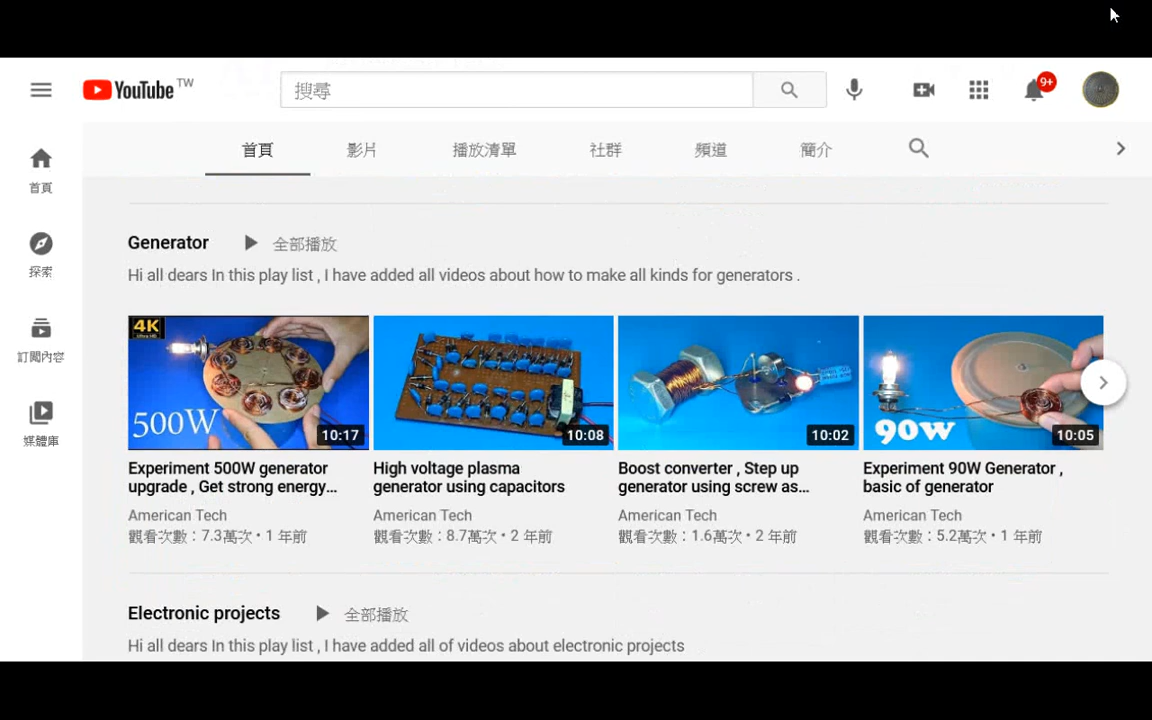 YouTube TW
搜尋
9+
首頁 影片 播放清單 社群 頻道 簡介
首頁
探索
訂閱內容
媒體庫
Generator 全部播放
Hi all dears In this play list , I have added all videos about how to make all kinds for generators .
4K
500W
10:17
10:08
10:02
90W
10:05
Experiment 500W generator
upgrade , Get strong energy...
American Tech
觀看次數：7.3萬次 • 1 年前
High voltage plasma
generator using capacitors
American Tech
觀看次數：8.7萬次 • 2 年前
Boost converter , Step up
generator using screw as...
American Tech
觀看次數：1.6萬次 • 2 年前
Experiment 90W Generator ,
basic of generator
American Tech
觀看次數：5.2萬次 • 1 年前
Electronic projects 全部播放
Hi all dears In this play list , I have added all of videos about electronic projects